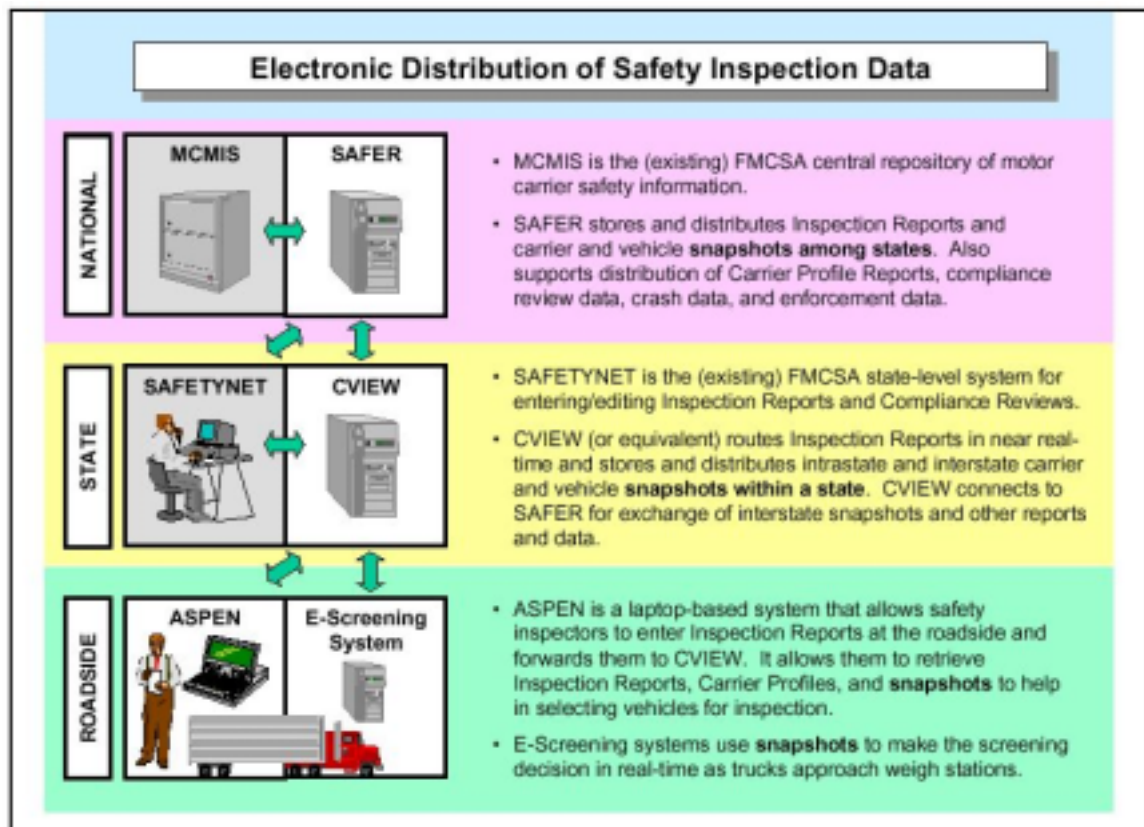 Electronic Distribution of Safety Inspection Data
NATIONAL
MCMIS
SAFER
• MCMIS is the (existing) FMCSA central repository of motor
carrier safety information.
• SAFER stores and distributes Inspection Reports and
carrier and vehicle snapshots among states. Also
supports distribution of Carrier Profile Reports, compliance
review data, crash data, and enforcement data.
STATE
SAFETYNET
CVIEW
• SAFETYNET is the (existing) FMCSA state-level system for
entering/editing Inspection Reports and Compliance Reviews.
• CVIEW (or equivalent) routes Inspection Reports in near real-
time and stores and distributes intrastate and interstate carrier
and vehicle snapshots within a state. CVIEW connects to
SAFER for exchange of interstate snapshots and other reports
and data.
ROADSIDE
ASPEN
E-Screening
System
• ASPEN is a laptop-based system that allows safety
inspectors to enter Inspection Reports at the roadside and
forwards them to CVIEW. It allows them to retrieve
Inspection Reports, Carrier Profiles, and snapshots to help
in selecting vehicles for inspection.
• E-Screening systems use snapshots to make the screening
decision in real-time as trucks approach weigh stations.